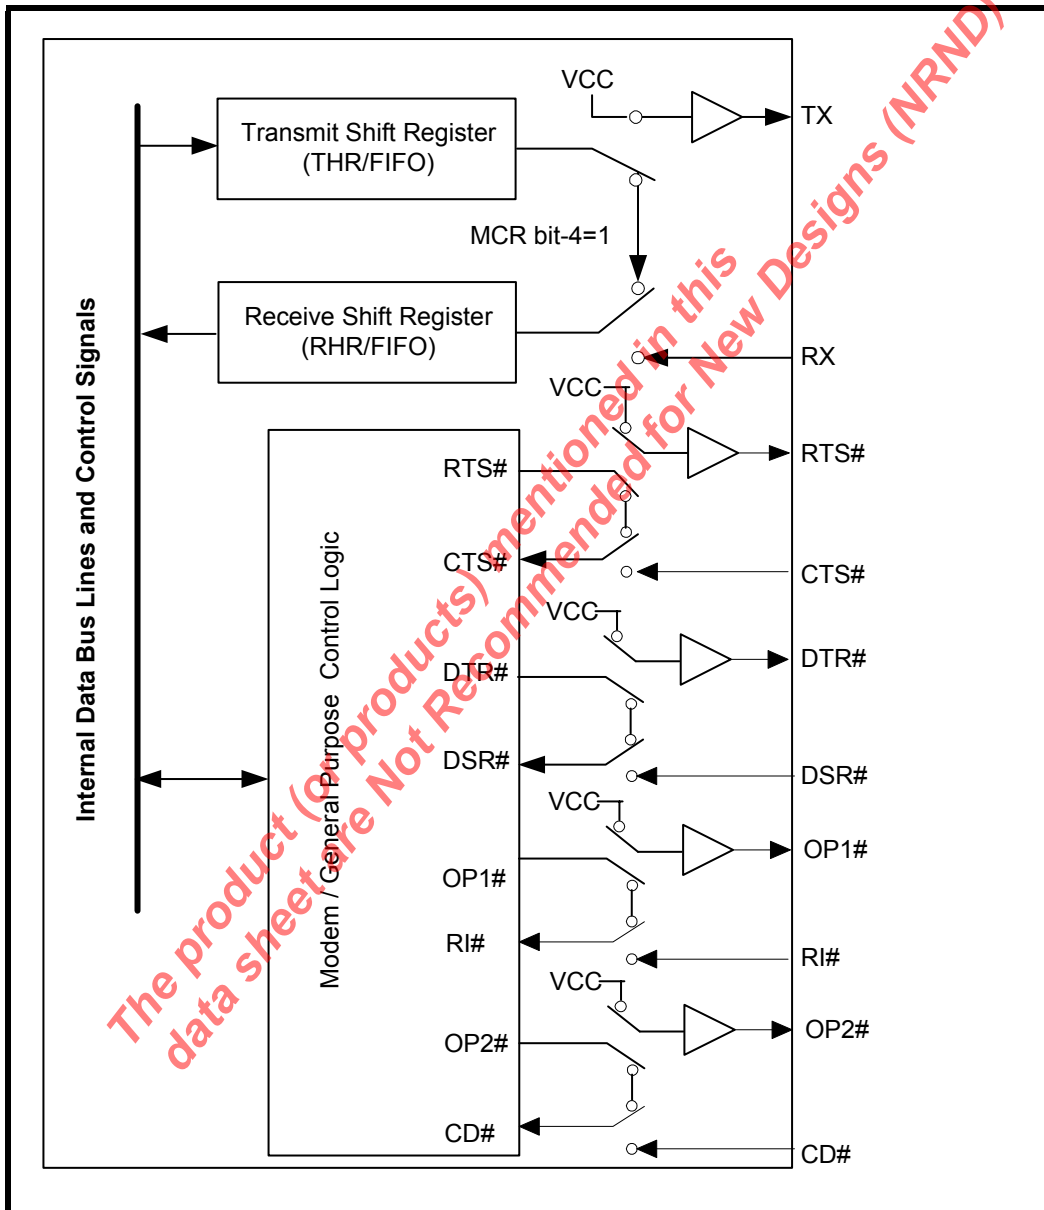 VCC
TX
Transmit Shift Register
(THR/FIFO)
MCR bit-4=1
Receive Shift Register
(RHR/FIFO)
RX
VCC
RTS#
RTS#
CTS#
CTS#
VCC
DTR#
DTR#
DSR#
DSR#
VCC
OP1#
OP1#
RI#
RI#
VCC
OP2#
OP2#
CD#
CD#
Internal Data Bus Lines and Control Signals
Modem / General Purpose Control Logic
The product (or products) mentioned in this
data sheet are Not Recommended for New Designs (NRND)